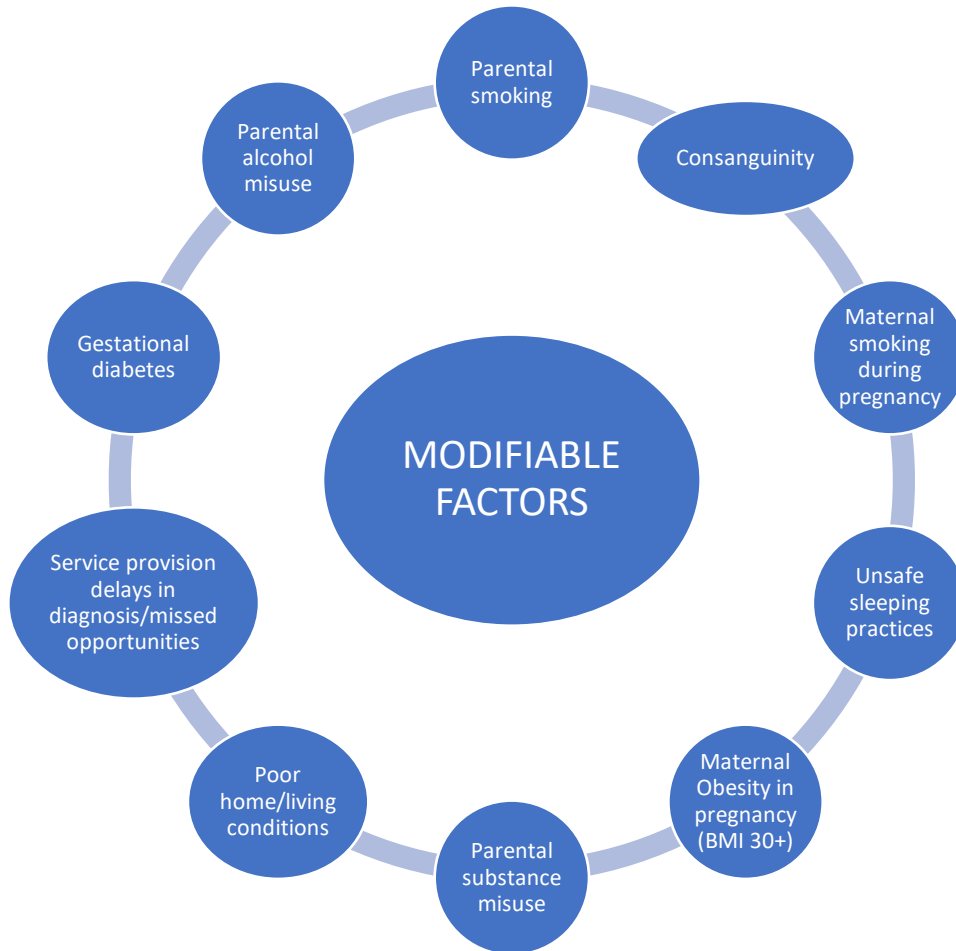 Parental
smoking
Consanguinity
Maternal
smoking
during
pregnancy
Unsafe
sleeping
practices
Maternal
Obesity in
pregnancy
(BMI 30+)
Parental
substance
misuse
Poor
home/living
conditions
Service provision
delays in
diagnosis/missed
opportunities
Gestational
diabetes
Parental
alcohol
misuse
MODIFIABLE
FACTORS